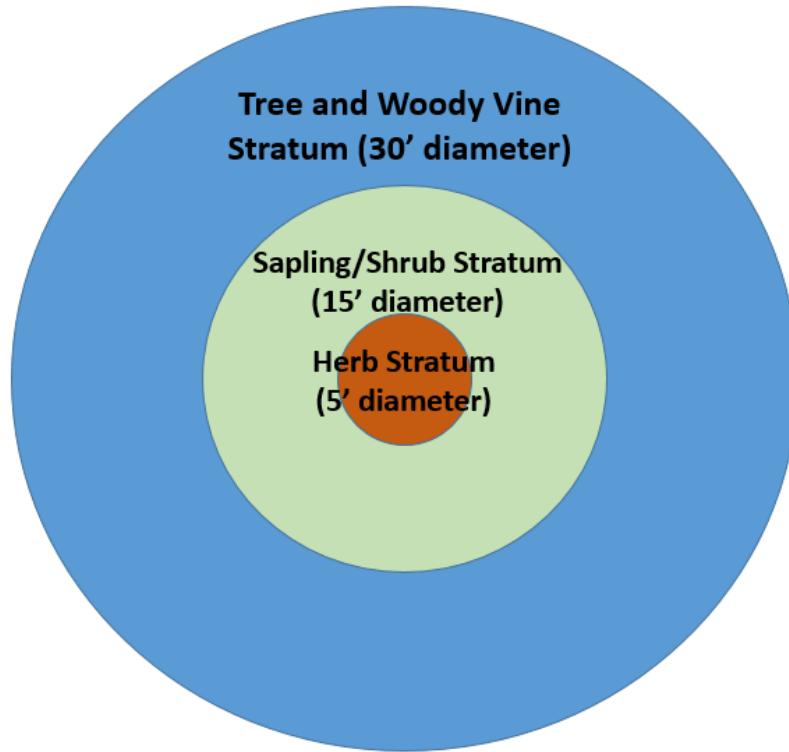 Tree and Woody Vine
Stratum (30’ diameter)
Sapling/Shrub Stratum
(15’ diameter)
Herb Stratum
(5’ diameter)